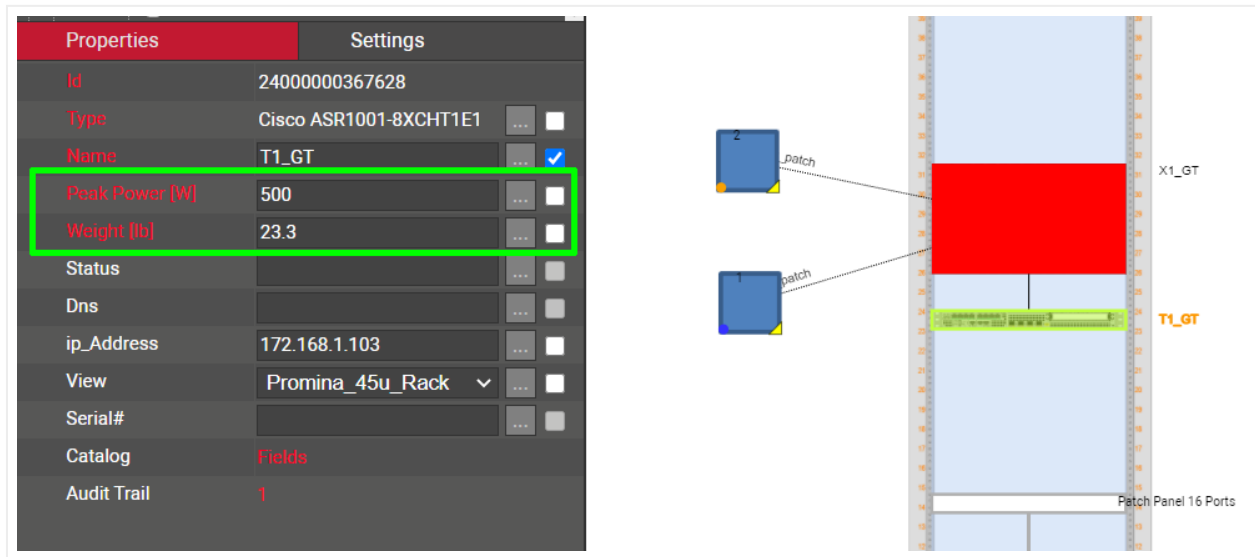 Properties Settings
Id 24000000367628
Type Cisco ASR1001-8XCHT1E1 ...
Name T1_GT ...
Peak Power [W] 500 ...
Weight [lb] 23.3 ...
Status ...
Dns ...
ip_Address 172.168.1.103 ...
View Promina_45u_Rack ...
Serial# ...
Catalog Fields
Audit Trail 1
2
_patch
1
patch
X1_GT
T1_GT
Patch Panel 16 Ports